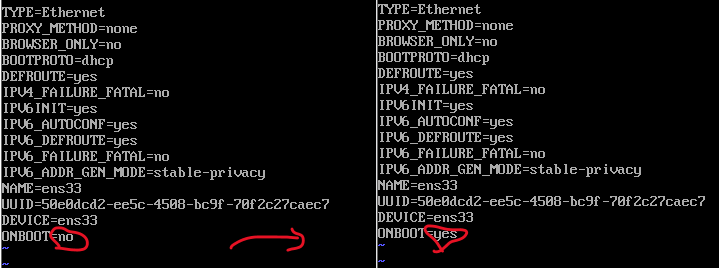 TYPE=Ethernet
PROXY_METHOD=none
BROWSER_ONLY=no
BOOTPROTO=dhcp
DEFROUTE=yes
IPV4_FAILURE_FATAL=no
IPV6INIT=yes
IPV6_AUTOCONF=yes
IPV6_DEFROUTE=yes
IPV6_FAILURE_FATAL=no
IPV6_ADDR_GEN_MODE=stable-privacy
NAME=ens33
UUID=50e0dcd2-ee5c-4508-bc9f-70f2c27caec7
DEVICE=ens33
ONBOOT=no
~
~
TYPE=Ethernet
PROXY_METHOD=none
BROWSER_ONLY=no
BOOTPROTO=dhcp
DEFROUTE=yes
IPV4_FAILURE_FATAL=no
IPV6INIT=yes
IPV6_AUTOCONF=yes
IPV6_DEFROUTE=yes
IPV6_FAILURE_FATAL=no
IPV6_ADDR_GEN_MODE=stable-privacy
NAME=ens33
UUID=50e0dcd2-ee5c-4508-bc9f-70f2c27caec7
DEVICE=ens33
ONBOOT=yes
~
~